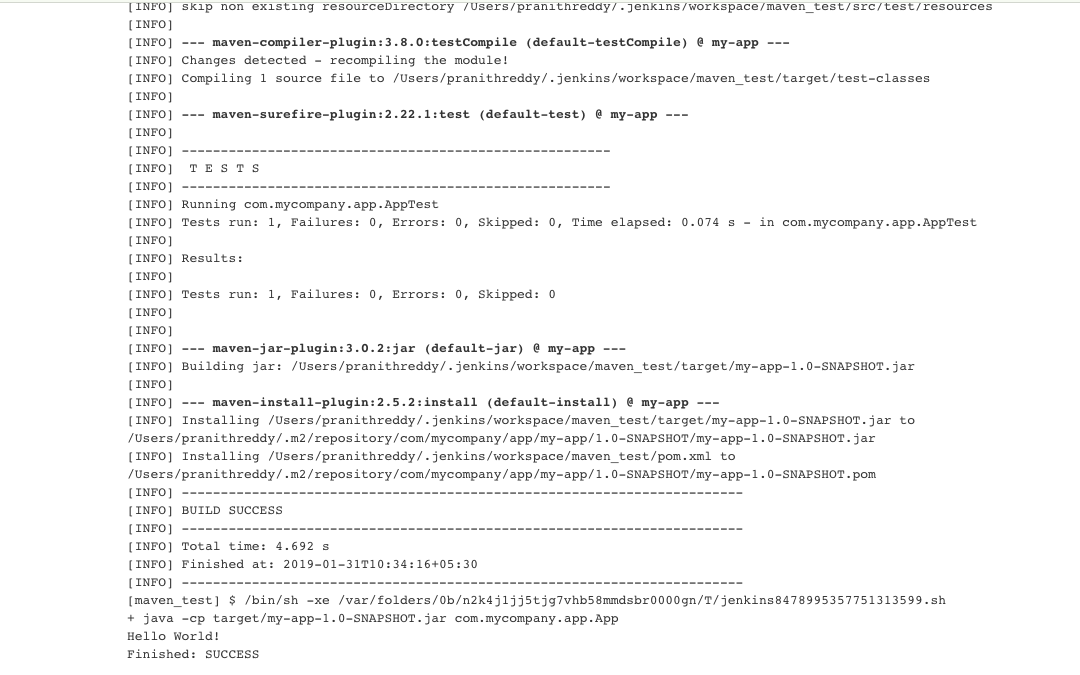 [INFO] skip non existing resourceDirectory /Users/pranithreddy/.jenkins/workspace/maven_test/src/test/resources
[INFO]
[INFO] --- maven-compiler-plugin:3.8.0:testCompile (default-testCompile) @ my-app ---
[INFO] Changes detected - recompiling the module!
[INFO] Compiling 1 source file to /Users/pranithreddy/.jenkins/workspace/maven_test/target/test-classes
[INFO]
[INFO] --- maven-surefire-plugin:2.22.1:test (default-test) @ my-app ---
[INFO]
[INFO] -------------------------------------------------------
[INFO]  T E S T S
[INFO] -------------------------------------------------------
[INFO] Running com.mycompany.app.AppTest
[INFO] Tests run: 1, Failures: 0, Errors: 0, Skipped: 0, Time elapsed: 0.074 s - in com.mycompany.app.AppTest
[INFO]
[INFO] Results:
[INFO]
[INFO] Tests run: 1, Failures: 0, Errors: 0, Skipped: 0
[INFO]
[INFO]
[INFO] --- maven-jar-plugin:3.0.2:jar (default-jar) @ my-app ---
[INFO] Building jar: /Users/pranithreddy/.jenkins/workspace/maven_test/target/my-app-1.0-SNAPSHOT.jar
[INFO]
[INFO] --- maven-install-plugin:2.5.2:install (default-install) @ my-app ---
[INFO] Installing /Users/pranithreddy/.jenkins/workspace/maven_test/target/my-app-1.0-SNAPSHOT.jar to
/Users/pranithreddy/.m2/repository/com/mycompany/app/my-app/1.0-SNAPSHOT/my-app-1.0-SNAPSHOT.jar
[INFO] Installing /Users/pranithreddy/.jenkins/workspace/maven_test/pom.xml to
/Users/pranithreddy/.m2/repository/com/mycompany/app/my-app/1.0-SNAPSHOT/my-app-1.0-SNAPSHOT.pom
[INFO] ------------------------------------------------------------------------
[INFO] BUILD SUCCESS
[INFO] ------------------------------------------------------------------------
[INFO] Total time: 4.692 s
[INFO] Finished at: 2019-01-31T10:34:16+05:30
[INFO] ------------------------------------------------------------------------
[maven_test] $ /bin/sh -xe /var/folders/0b/n2k4j1jj5tjg7vhb58mmdsbr0000gn/T/jenkins8478995357751313599.sh
+ java -cp target/my-app-1.0-SNAPSHOT.jar com.mycompany.app.App
Hello World!
Finished: SUCCESS